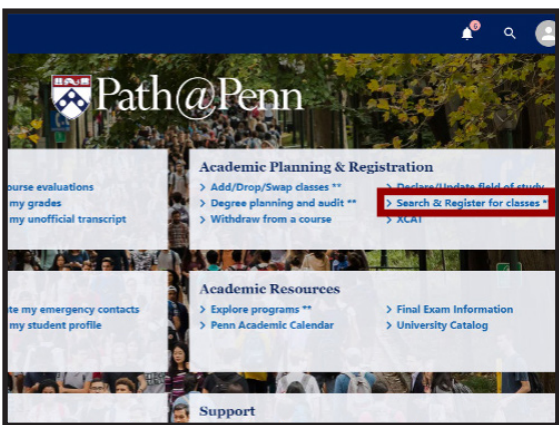 6
Path@Penn
ourse evaluations
my grades
my unofficial transcript
Academic Planning & Registration
> Add/Drop/Swap classes **
> Degree planning and audit **
> Withdraw from a course
> Declare/Update field of study
> Search & Register for classes *
> XCAT
te my emergency contacts
my student profile
Academic Resources
> Explore programs **
> Penn Academic Calendar
> Final Exam Information
> University Catalog
Support